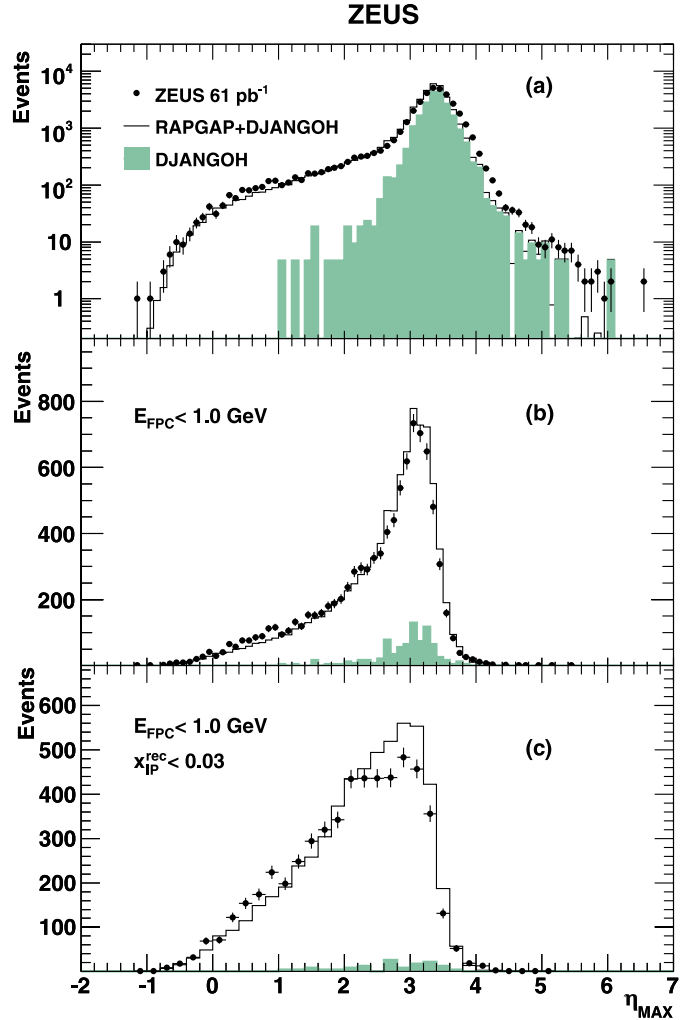 ZEUS
Events
10⁴
10³
10²
10
1
ZEUS 61 pb⁻¹
RAPGAP+DJANGOH
DJANGOH
(a)
Events
800
600
400
200
E_FPC < 1.0 GeV
(b)
Events
600
500
400
300
200
100
E_FPC < 1.0 GeV
x_IP^rec < 0.03
(c)
-2 -1 0 1 2 3 4 5 6 7
η_MAX